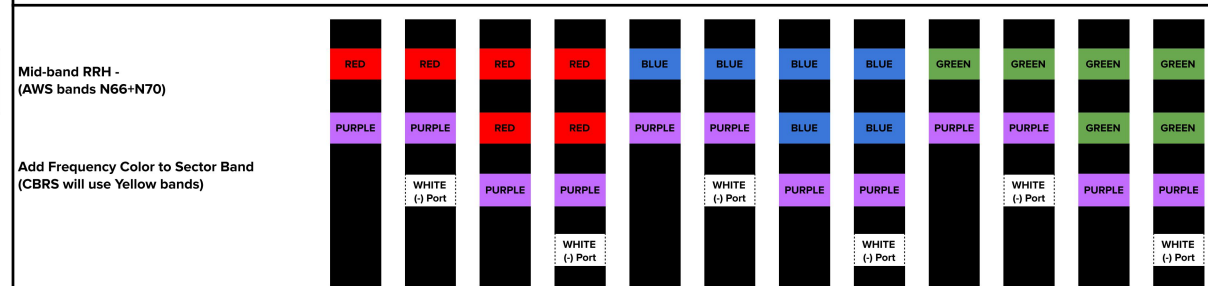 RED RED RED RED BLUE BLUE BLUE BLUE GREEN GREEN GREEN GREEN
Mid-band RRH -
(AWS bands N66+N70)
PURPLE PURPLE RED RED PURPLE PURPLE BLUE BLUE PURPLE PURPLE GREEN GREEN
Add Frequency Color to Sector Band
(CBRS will use Yellow bands)
WHITE PURPLE PURPLE WHITE PURPLE PURPLE WHITE PURPLE PURPLE
(-) Port (-) Port (-) Port
WHITE WHITE WHITE
(-) Port (-) Port (-) Port